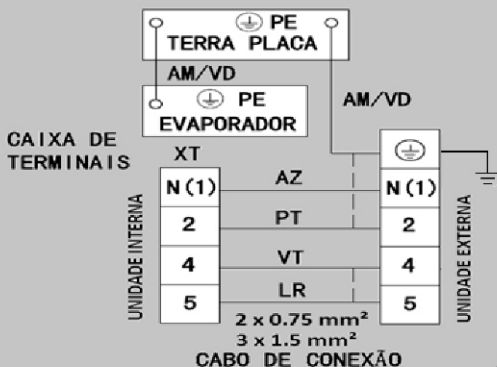 PE
TERRA PLACA
AM/VD
PE
EVAPORADOR
AM/VD
CAIXA DE
TERMINAIS
XT
N(1)
AZ
N(1)
2
PT
2
4
VT
4
5
LR
5
UNIDADE INTERNA
UNIDADE EXTERNA
2 x 0.75 mm²
3 x 1.5 mm²
CABO DE CONEXÃO